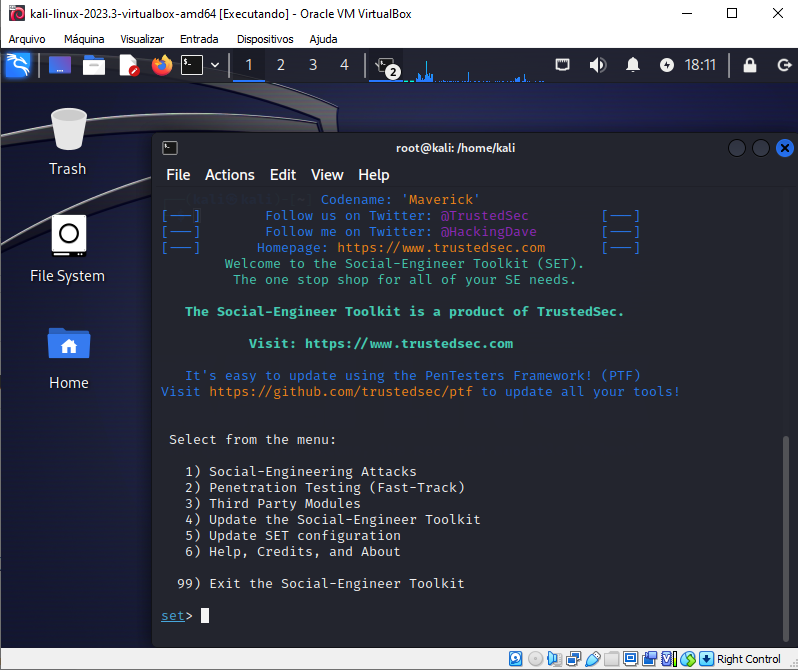 kali-linux-2023.3-virtualbox-amd64 [Executando] - Oracle VM VirtualBox
Arquivo Máquina Visualizar Entrada Dispositivos Ajuda
1 2 3 4 2 18:11
Trash
File System
Home
root@kali: /home/kali
File Actions Edit View Help
Codename: 'Maverick'
[---] Follow us on Twitter: @TrustedSec [---]
[---] Follow me on Twitter: @HackingDave [---]
[---] Homepage: https://www.trustedsec.com [---]
Welcome to the Social-Engineer Toolkit (SET).
The one stop shop for all of your SE needs.
The Social-Engineer Toolkit is a product of TrustedSec.
Visit: https://www.trustedsec.com
It's easy to update using the PenTesters Framework! (PTF)
Visit https://github.com/trustedsec/ptf to update all your tools!
Select from the menu:
1) Social-Engineering Attacks
2) Penetration Testing (Fast-Track)
3) Third Party Modules
4) Update the Social-Engineer Toolkit
5) Update SET configuration
6) Help, Credits, and About
99) Exit the Social-Engineer Toolkit
set>
Right Control